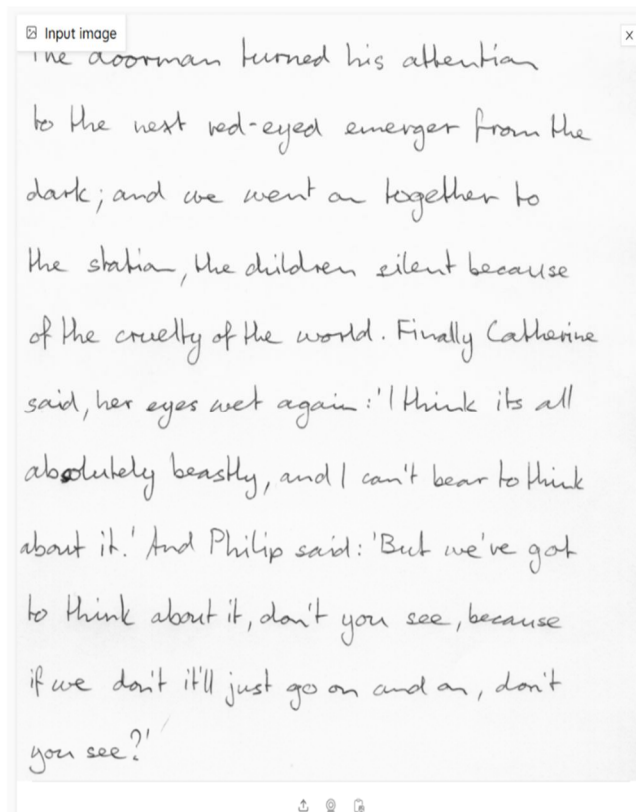 Input image
The doorman turned his attention
to the next red-eyed emerger from the
dark; and we went on together to
the station, the children silent because
of the cruelty of the world. Finally Catherine
said, her eyes wet again: 'I think its all
absolutely beastly, and I can't bear to think
about it.' And Philip said: 'But we've got
to think about it, don't you see, because
if we don't it'll just go on and on, don't
you see?'